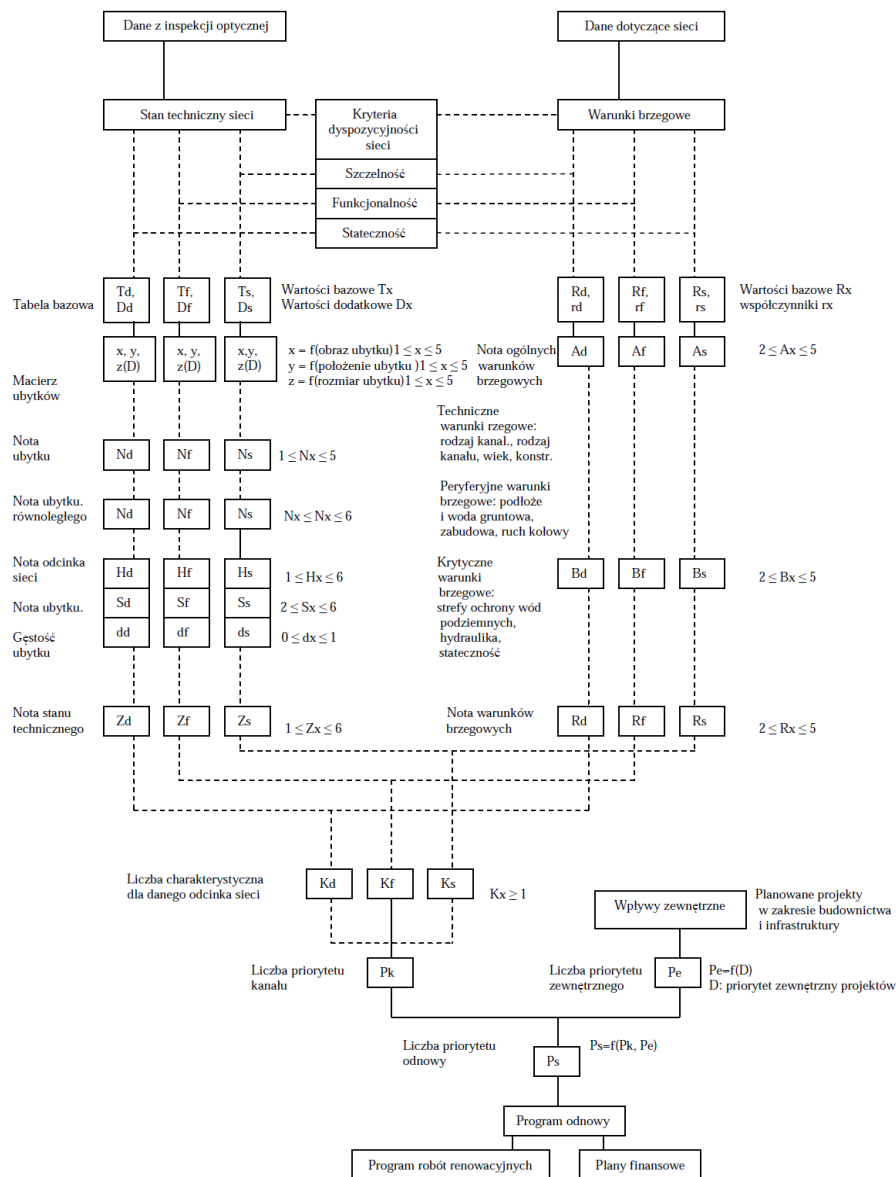 Dane z inspekcji optycznej
Dane dotyczące sieci
Stan techniczny sieci
Kryteria
dyspozycyjności
sieci
Warunki brzegowe
Szczelność
Funkcjonalność
Stateczność
Tabela bazowa
Td,
Dd
Tf,
Df
Ts,
Ds
Wartości bazowe Tx
Wartości dodatkowe Dx
Rd,
rd
Rf,
rf
Rs,
rs
Wartości bazowe Rx
współczynniki rx
Macierz
ubytków
x, y,
z(D)
x, y,
z(D)
x,y,
z(D)
x = f(obraz ubytku)1 ≤ x ≤ 5
y = f(położenie ubytku )1 ≤ x ≤ 5
z = f(rozmiar ubytku)1 ≤ x ≤ 5
Nota ogólnych
warunków
brzegowych
Ad
Af
As
2 ≤ Ax ≤ 5
Techniczne
warunki rzegowe:
rodzaj kanal., rodzaj
kanału, wiek, konstr.
Nota
ubytku
Nd
Nf
Ns
1 ≤ Nx ≤ 5
Peryferyjne warunki
brzegowe: podłoże
i woda gruntowa,
zabudowa, ruch kołowy
Nota ubytku.
równoległego
Nd
Nf
Ns
Nx ≤ Nx ≤ 6
Nota odcinka
sieci
Hd
Hf
Hs
1 ≤ Hx ≤ 6
Krytyczne
warunki
brzegowe:
strefy ochrony wód
podziemnych,
hydraulika,
stateczność
Bd
Bf
Bs
2 ≤ Bx ≤ 5
Nota ubytku.
Sd
Sf
Ss
2 ≤ Sx ≤ 6
Gęstość
ubytku
dd
df
ds
0 ≤ dx ≤ 1
Nota stanu
technicznego
Zd
Zf
Zs
1 ≤ Zx ≤ 6
Nota warunków
brzegowych
Rd
Rf
Rs
2 ≤ Rx ≤ 5
Liczba charakterystyczna
dla danego odcinka sieci
Kd
Kf
Ks
Kx ≥ 1
Wpływy zewnętrzne
Planowane projekty
w zakresie budownictwa
i infrastruktury
Liczba priorytetu
kanału
Pk
Liczba priorytetu
zewnętrznego
Pe
Pe=f(D)
D: priorytet zewnętrzny projektów
Liczba priorytetu
odnowy
Ps
Ps=f(Pk, Pe)
Program odnowy
Program robót renowacyjnych
Plany finansowe